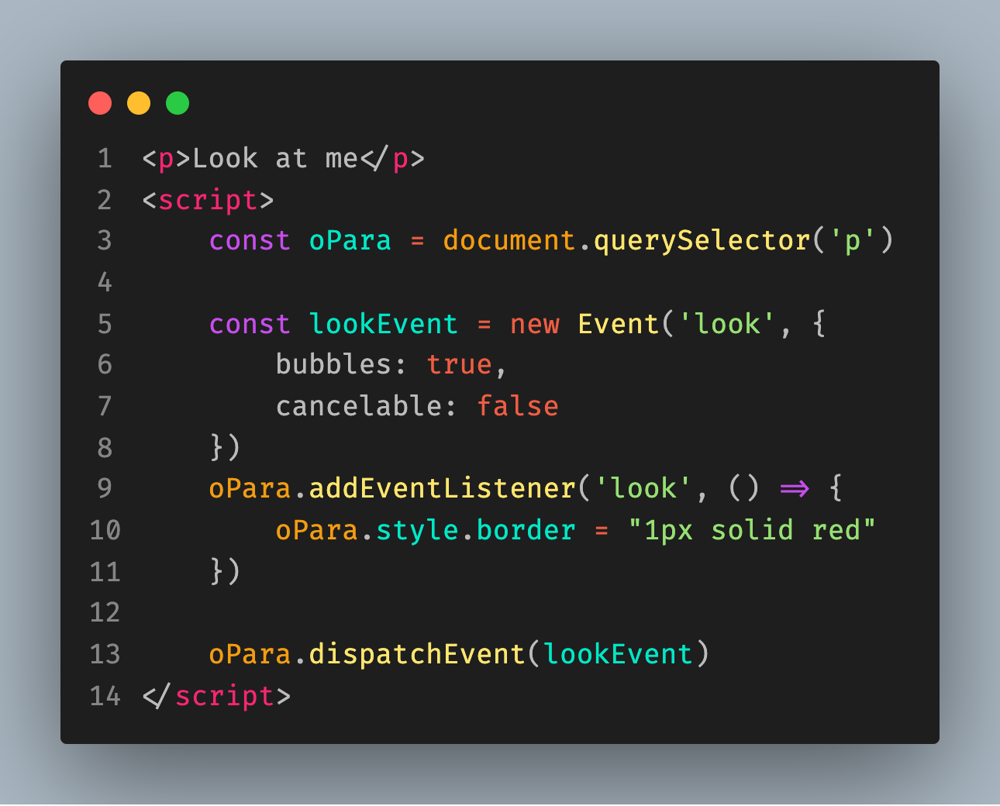 1 <p>Look at me</p>
2 <script>
3     const oPara = document.querySelector('p')
4
5     const lookEvent = new Event('look', {
6         bubbles: true,
7         cancelable: false
8     })
9     oPara.addEventListener('look', () => {
10         oPara.style.border = "1px solid red"
11     })
12
13     oPara.dispatchEvent(lookEvent)
14 </script>